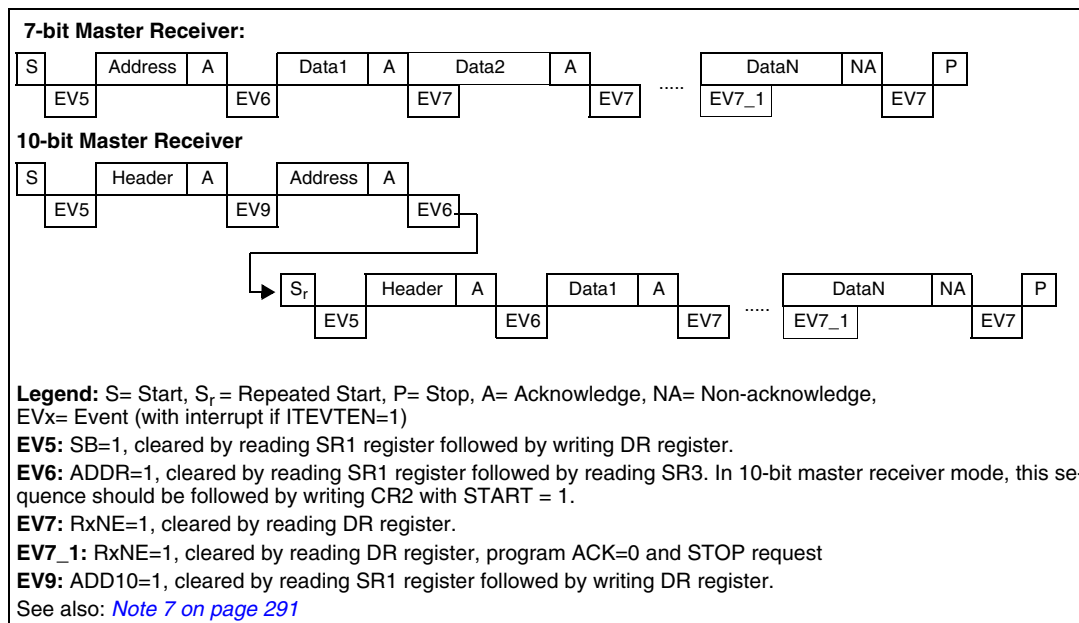 7-bit Master Receiver:
S Address A Data1 A Data2 A DataN NA P
EV5 EV6 EV7 EV7 ..... EV7_1 EV7
10-bit Master Receiver
S Header A Address A
EV5 EV9 EV6
Sr Header A Data1 A DataN NA P
EV5 EV6 EV7 ..... EV7_1 EV7
Legend: S= Start, Sr = Repeated Start, P= Stop, A= Acknowledge, NA= Non-acknowledge,
EVx= Event (with interrupt if ITEVTEN=1)
EV5: SB=1, cleared by reading SR1 register followed by writing DR register.
EV6: ADDR=1, cleared by reading SR1 register followed by reading SR3. In 10-bit master receiver mode, this se-
quence should be followed by writing CR2 with START = 1.
EV7: RxNE=1, cleared by reading DR register.
EV7_1: RxNE=1, cleared by reading DR register, program ACK=0 and STOP request
EV9: ADD10=1, cleared by reading SR1 register followed by writing DR register.
See also: Note 7 on page 291